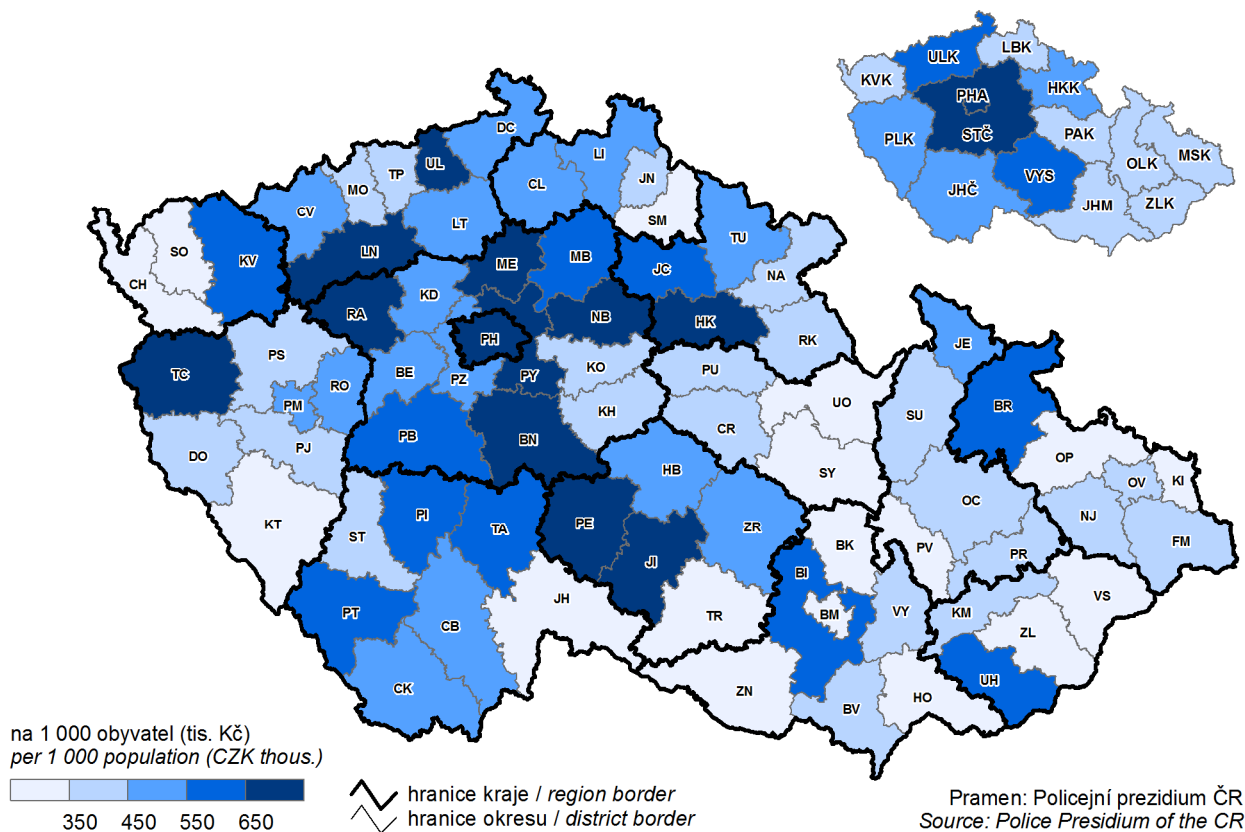 ULK LBK
KVK HKK
PHA
PLK STČ PAK
OLK MSK
JHČ VYS
JHM ZLK
DC
UL LI
MO TP CL JN
CV LT SM
SO TU
KV LN ME MB JC NA
CH
RA KD NB HK
PH RK
TC PS JE
RO BE PZ PY KO PU
PM UO SU BR
KH
DO PJ PB BN CR
OP
HB SY OV KI
OC
KT ST PI TA PE ZR NJ
BK PV PR FM
JI BI
JH VS
PT CB TR BM VY KM
ZL
CK ZN UH
BV HO
na 1 000 obyvatel (tis. Kč)
per 1 000 population (CZK thous.)
350 450 550 650
hranice kraje / region border
hranice okresu / district border
Pramen: Policejní prezidium ČR
Source: Police Presidium of the CR